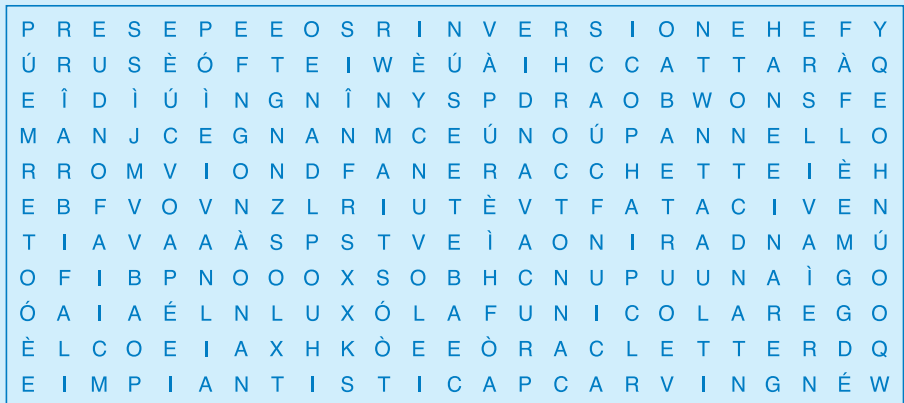 P R E S E P E E O S R I N V E R S I O N E H E F Y
Ú R U S È Ó F T E I W È Ú À I H C C A T T A R À Q
E Î D Ì Ú Ì N G N Î N Y S P D R A O B W O N S F E
M A N J C E G N A N M C E Ú N O Ú P A N N E L L O
R R O M V I O N D F A N E R A C C H E T T E I È H
E B F V O V N Z L R I U T È V T F A T A C I V E N
T I A V A A À S P S T V E Ì A O N I R A D N A M Ú
O F I B P N O O O X S O B H C N U P U U N A Ì G O
Ó A I A É L N L U X Ó L A F U N I C O L A R E G O
È L C O E I A X H K Ò E E Ò R A C L E T T E R D Q
E I M P I A N T I S T I C A P C A R V I N G N É W